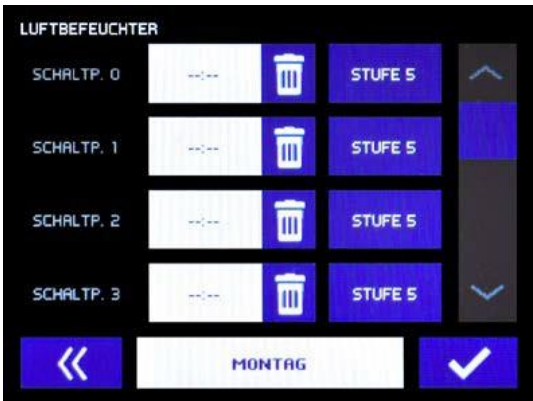 LUFTBEFEUCHTER
SCHALTP. 0 --:-- STUFE 5
SCHALTP. 1 --:-- STUFE 5
SCHALTP. 2 --:-- STUFE 5
SCHALTP. 3 --:-- STUFE 5
MONTAG